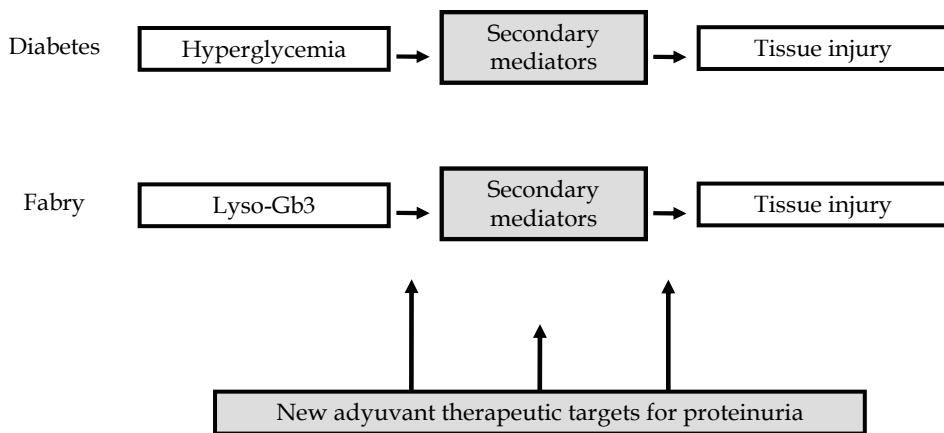 Diabetes
Hyperglycemia
Secondary
mediators
Tissue injury
Fabry
Lyso-Gb3
Secondary
mediators
Tissue injury
New adyuvant therapeutic targets for proteinuria